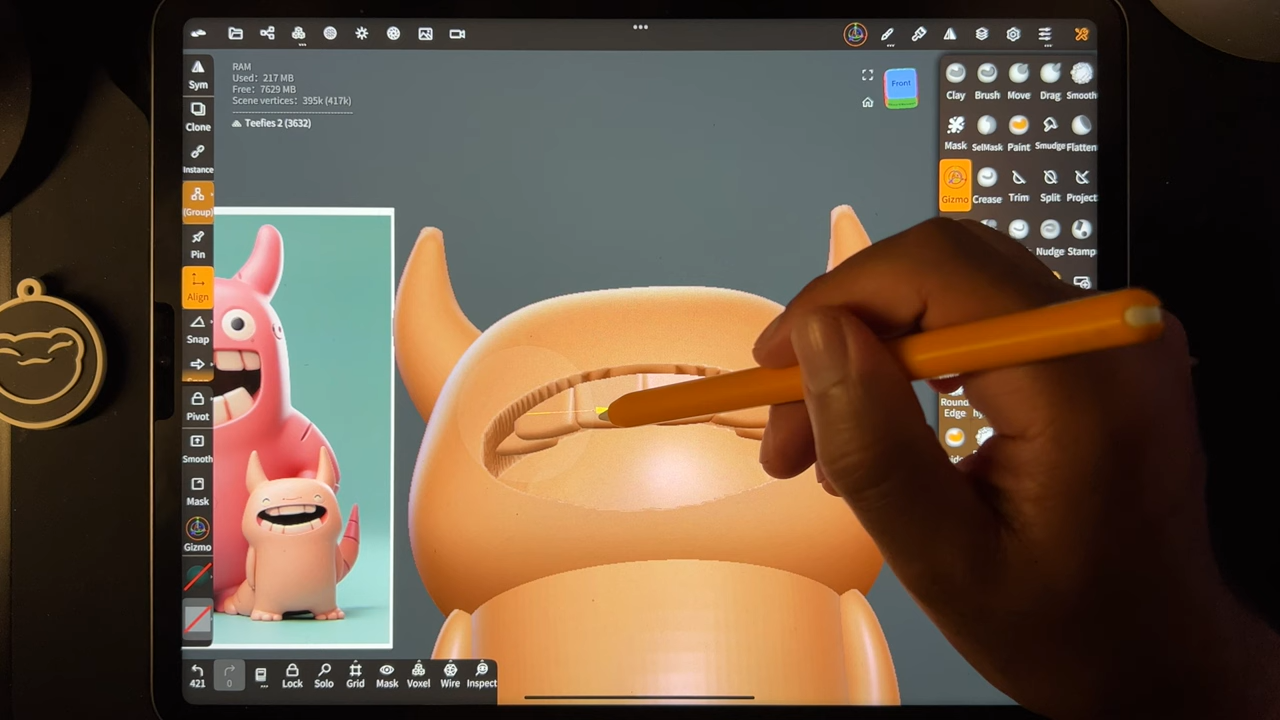 RAM
Used: 217 MB
Free: 7629 MB
Scene vertices: 395k (417k)
Teefies 2 (3632)
Front
Sym
Clone
Instance
(Group)
Pin
Align
Snap
Pivot
Smooth
Mask
Gizmo
Clay Brush Move Drag Smooth
Mask SelMask Paint Smudge Flatten
Gizmo Crease Trim Split Project
Nudge Stamp
Round
Edge
421 0 Lock Solo Grid Mask Voxel Wire Inspect